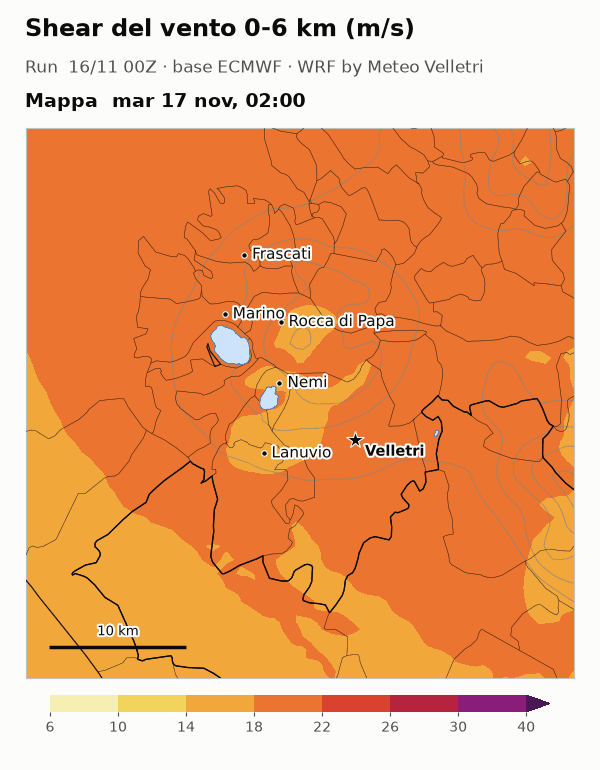 Shear del vento 0-6 km (m/s)
Run  16/11 00Z · base ECMWF · WRF by Meteo Velletri
Mappa  mar 17 nov, 02:00
Frascati
Marino
Rocca di Papa
Nemi
Velletri
Lanuvio
10 km
6 10 14 18 22 26 30 40